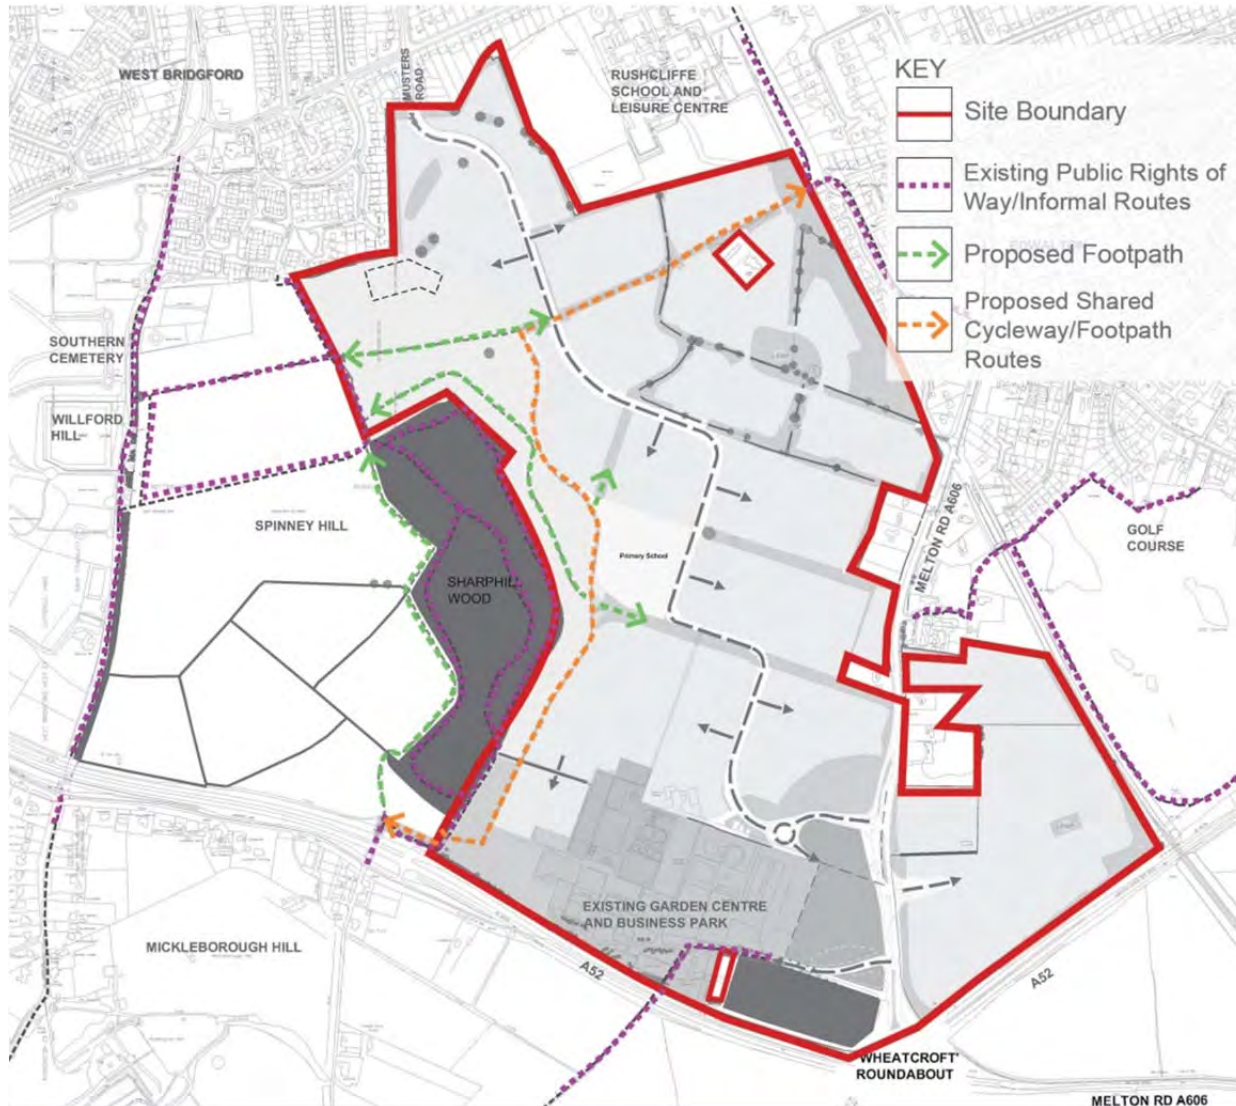 WEST BRIDGFORD
MUSTERS
ROAD
RUSHCLIFFE
SCHOOL AND
LEISURE CENTRE
KEY
Site Boundary
Existing Public Rights of
Way/Informal Routes
Proposed Footpath
Proposed Shared
Cycleway/Footpath
Routes
SOUTHERN
CEMETERY
WILLFORD
HILL
SPINNEY HILL
SHARPHILL
WOOD
Primary School
MELTON RD A606
GOLF
COURSE
EXISTING GARDEN CENTRE
AND BUSINESS PARK
MICKLEBOROUGH HILL
A52
A52
'WHEATCROFT'
ROUNDABOUT
MELTON RD A606